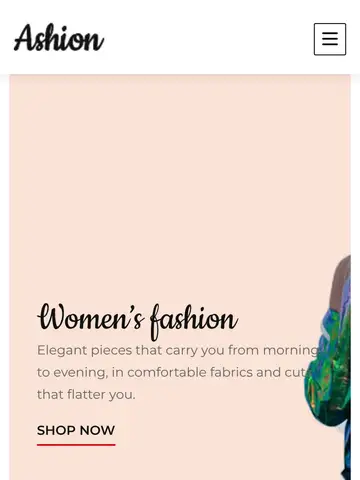 Ashion
Women's fashion
Elegant pieces that carry you from morning
to evening, in comfortable fabrics and cuts
that flatter you.
SHOP NOW